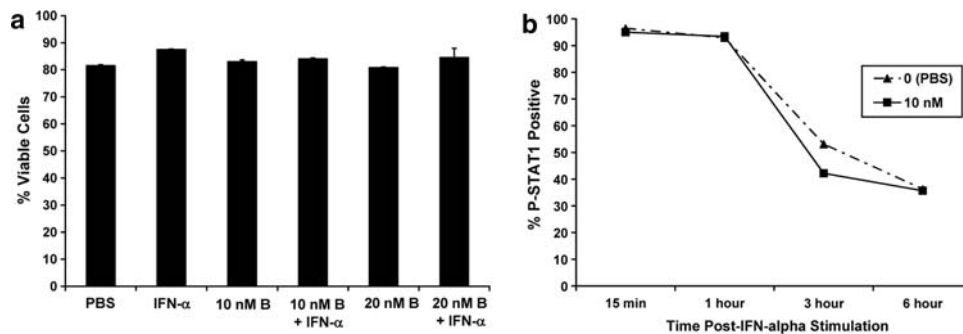 a
% Viable Cells
100
90
80
70
60
50
40
30
20
10
0
PBS
IFN-α
10 nM B
10 nM B
+ IFN-α
20 nM B
20 nM B
+ IFN-α
b
% P-STAT1 Positive
100
90
80
70
60
50
40
30
20
10
0
0 (PBS)
10 nM
15 min
1 hour
3 hour
6 hour
Time Post-IFN-alpha Stimulation